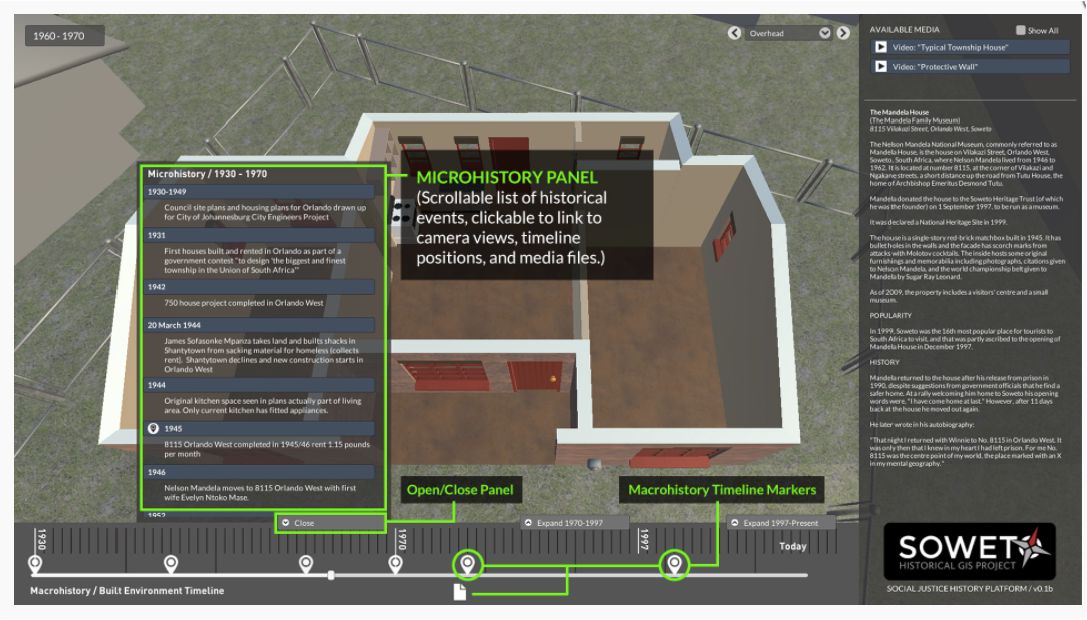 1960 - 1970
Overhead
AVAILABLE MEDIA
Show All
Video: "Typical Township House"
Video: "Protective Wall"
The Mandela House
(The Mandela Family Museum)
8115 Vilakazi Street, Orlando West, Soweto
The Nelson Mandela National Museum, commonly referred to as
Mandela House, is the house on Vilakazi Street, Orlando West,
Soweto, South Africa, where Nelson Mandela lived from 1946 to
1962. It is located at number 8115, at the corner of Vilakazi and
Ngakane streets, a short distance up the road from Tutu House, the
home of Archbishop Emeritus Desmond Tutu.
Mandela donated the house to the Soweto Heritage Trust (of which
he was the founder) on 1 September 1997, to be run as a museum.
It was declared a National Heritage Site in 1999.
The house is a single-story red-brick matchbox built in 1945. It has
bullet holes in the walls and the facade has scorch marks from
attacks with Molotov cocktails. The inside hosts some original
furnishings and memorabilia including photographs, citations given
to Nelson Mandela, and the world championship belt given to
Mandela by Sugar Ray Leonard.
As of 2009, the property includes a visitors' centre and a small
museum.
POPULARITY
In 1999, Soweto was the 16th most popular place for tourists to
South Africa to visit, and that was partly ascribed to the opening of
Mandela House in December 1997.
HISTORY
Mandela returned to the house after his release from prison in
1990, despite suggestions from government officials that he find a
safer home. At a rally welcoming him home to Soweto his opening
words were, "I have come home at last." However, after 11 days
back at the house he moved out again.
He later wrote in his autobiography:
"That night I returned with Winnie to No. 8115 in Orlando West. It
was only then that I knew in my heart I had left prison. For me No.
8115 was the centre point of my world, the place marked with an X
in my mental geography."
Microhistory / 1930 - 1970
1930-1949
Council site plans and housing plans for Orlando drawn up
for City of Johannesburg City Engineers Project
1931
First houses built and rented in Orlando as part of a
government contest "to design 'the biggest and finest
township in the Union of South Africa'"
1942
750 house project completed in Orlando West
20 March 1944
James Sofasonke Mpanza takes land and builts shacks in
Shantytown from sacking material for homeless (collects
rent). Shantytown declines and new construction starts in
Orlando West
1944
Original kitchen space seen in plans actually part of living
area. Only current kitchen has fitted appliances.
1945
8115 Orlando West completed in 1945/46 rent 1.15 pounds
per month
1946
Nelson Mandela moves to 8115 Orlando West with first
wife Evelyn Ntoko Mase.
1952
MICROHISTORY PANEL
(Scrollable list of historical
events, clickable to link to
camera views, timeline
positions, and media files.)
Open/Close Panel
Macrohistory Timeline Markers
Close
Expand 1970-1997
Expand 1997-Present
1930
1970
1997
Today
Macrohistory / Built Environment Timeline
SOWETO
HISTORICAL GIS PROJECT
SOCIAL JUSTICE HISTORY PLATFORM / v0.1b